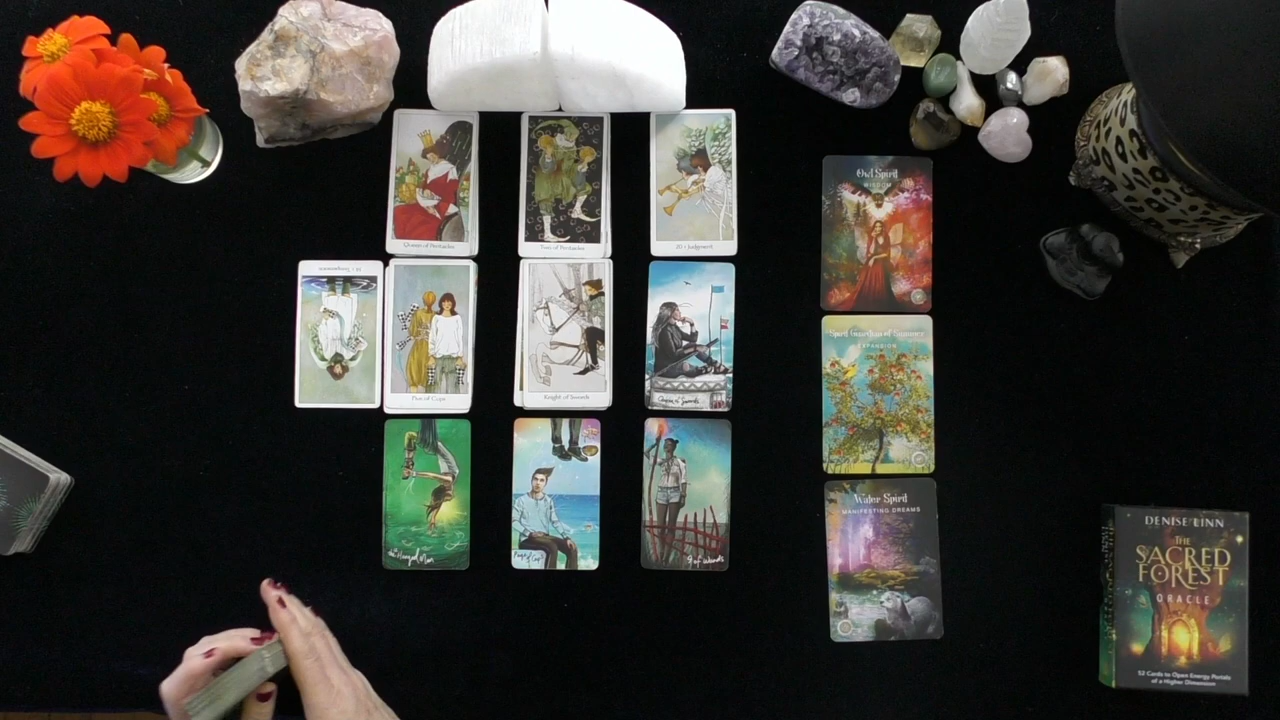 Queen of Pentacles
Two of Pentacles
20 • Judgment
Owl Spirit
WISDOM
Five of Cups
Knight of Swords
Queen of Swords
Spirit Guardian of Summer
EXPANSION
the Hanged Man
Page of Cups
9 of Wands
Water Spirit
MANIFESTING DREAMS
DENISE LINN
THE
SACRED
FOREST
ORACLE
52 Cards to Open Energy Portals
of a Higher Dimension